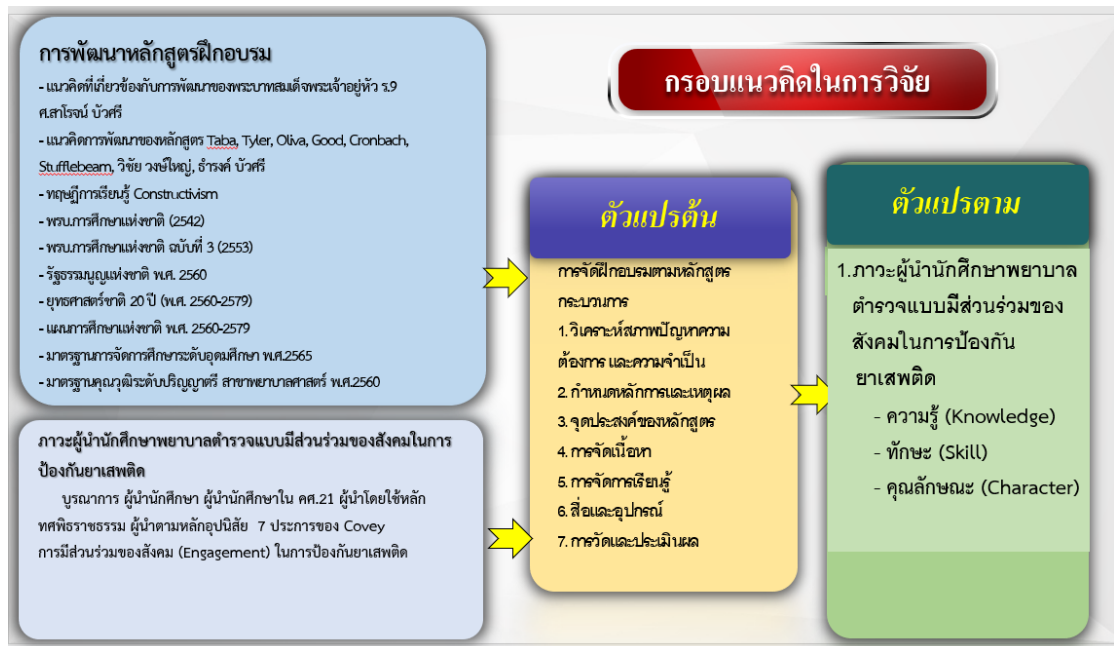 กรอบแนวคิดในการวิจัย
การพัฒนาหลักสูตรฝึกอบรม
- แนวคิดที่เกี่ยวข้องกับการพัฒนาของพระบาทสมเด็จพระเจ้าอยู่หัว ร.9
ศ.สาโรจน์ บัวศรี
- แนวคิดการพัฒนาของหลักสูตร Taba, Tyler, Oliva, Good, Cronbach,
Stufflebeam, วิชัย วงษ์ใหญ่, ธำรงค์ บัวศรี
- ทฤษฎีการเรียนรู้ Constructivism
- พรบ.การศึกษาแห่งชาติ (2542)
- พรบ.การศึกษาแห่งชาติ ฉบับที่ 3 (2553)
- รัฐธรรมนูญแห่งชาติ พ.ศ. 2560
- ยุทธศาสตร์ชาติ 20 ปี (พ.ศ. 2560-2579)
- แผนการศึกษาแห่งชาติ พ.ศ. 2560-2579
- มาตรฐานการจัดการศึกษาระดับอุดมศึกษา พ.ศ.2565
- มาตรฐานคุณวุฒิระดับปริญญาตรี สาขาพยาบาลศาสตร์ พ.ศ.2560
ภาวะผู้นำนักศึกษาพยาบาลตำรวจแบบมีส่วนร่วมของสังคมในการ
ป้องกันยาเสพติด
บูรณาการ ผู้นำนักศึกษา ผู้นำนักศึกษาใน คศ.21 ผู้นำโดยใช้หลัก
ทศพิธราชธรรม ผู้นำตามหลักอุปนิสัย 7 ประการของ Covey
การมีส่วนร่วมของสังคม (Engagement) ในการป้องกันยาเสพติด
ตัวแปรต้น
การจัดฝึกอบรมตามหลักสูตร
กระบวนการ
1. วิเคราะห์สภาพปัญหาความ
ต้องการ และความจำเป็น
2. กำหนดหลักการและเหตุผล
3. จุดประสงค์ของหลักสูตร
4. การจัดเนื้อหา
5. การจัดการเรียนรู้
6. สื่อและอุปกรณ์
7. การวัดและประเมินผล
ตัวแปรตาม
1.ภาวะผู้นำนักศึกษาพยาบาล
ตำรวจแบบมีส่วนร่วมของ
สังคมในการป้องกัน
ยาเสพติด
- ความรู้ (Knowledge)
- ทักษะ (Skill)
- คุณลักษณะ (Character)